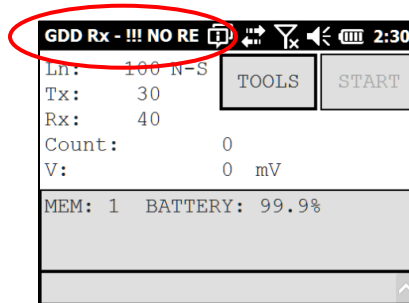 GDD Rx - !!! NO RE 2:30
Ln: 100 N-S
TOOLS START
Tx: 30
Rx: 40
Count: 0
V: 0 mV
MEM: 1 BATTERY: 99.9%